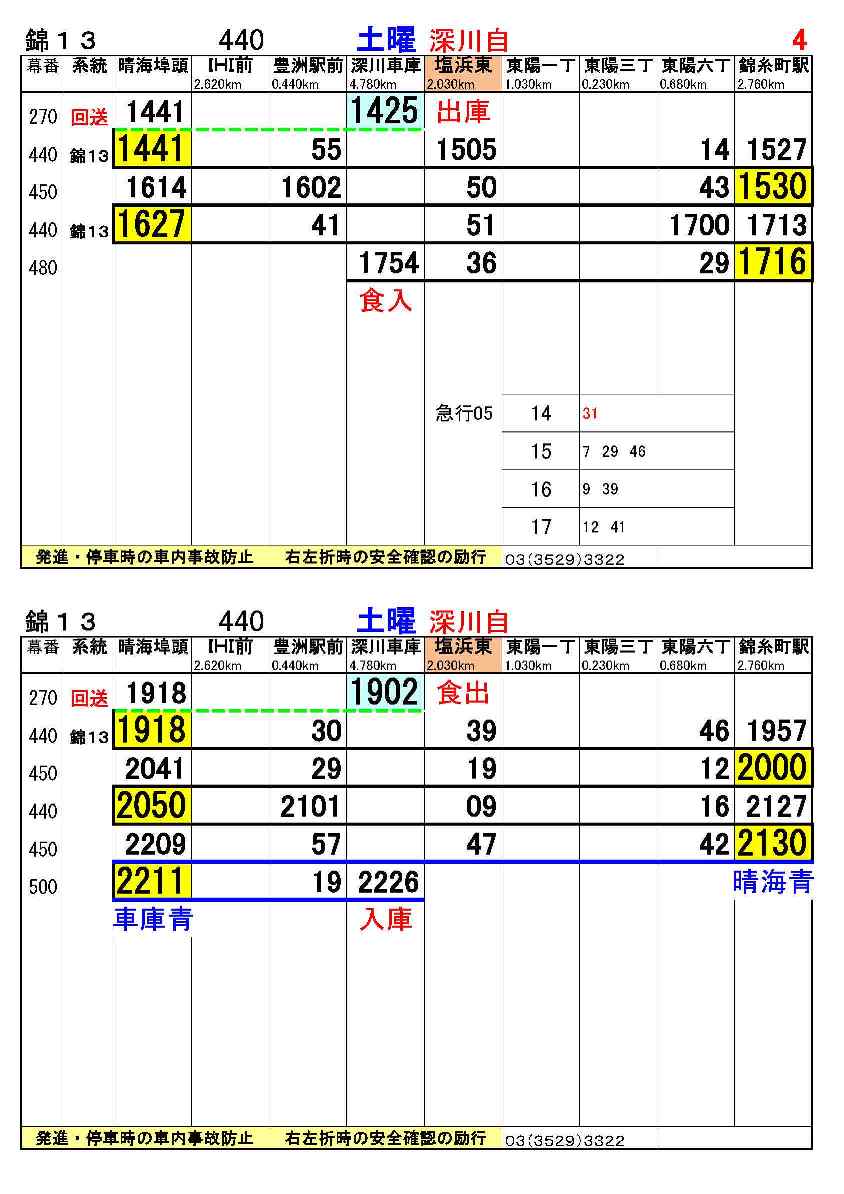 錦１３ 440 土曜 深川自 4
幕番 系統 晴海埠頭 IHI前 豊洲駅前 深川車庫 塩浜東 東陽一丁 東陽三丁 東陽六丁 錦糸町駅
2.620km 0.440km 4.780km 2.030km 1.030km 0.230km 0.680km 2.760km
270 回送 1441 1425 出庫
440 錦13 1441 55 1505 14 1527
450 1614 1602 50 43 1530
440 錦13 1627 41 51 1700 1713
480 1754 36 29 1716
食入
急行05 14 31
15 7 29 46
16 9 39
17 12 41
発進・停車時の車内事故防止 右左折時の安全確認の励行 03(3529)3322
錦１３ 440 土曜 深川自
幕番 系統 晴海埠頭 IHI前 豊洲駅前 深川車庫 塩浜東 東陽一丁 東陽三丁 東陽六丁 錦糸町駅
2.620km 0.440km 4.780km 2.030km 1.030km 0.230km 0.680km 2.760km
270 回送 1918 1902 食出
440 錦13 1918 30 39 46 1957
450 2041 29 19 12 2000
440 2050 2101 09 16 2127
450 2209 57 47 42 2130
500 2211 19 2226 晴海青
車庫青 入庫
発進・停車時の車内事故防止 右左折時の安全確認の励行 03(3529)3322